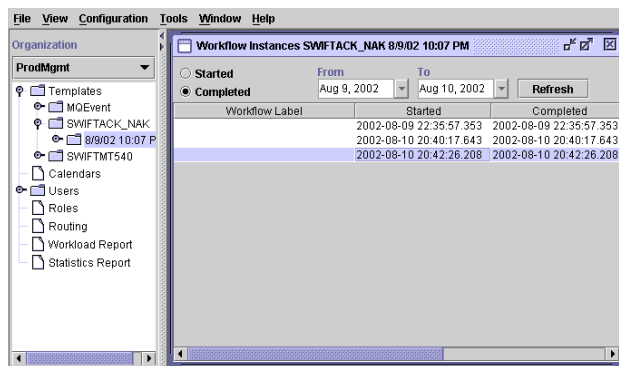 File View Configuration Tools Window Help
Organization
ProdMgmt
Templates
MQEvent
SWIFTACK_NAK
8/9/02 10:07 P
SWIFTMT540
Calendars
Users
Roles
Routing
Workload Report
Statistics Report
Workflow Instances SWIFTACK_NAK 8/9/02 10:07 PM
Started From To
Completed Aug 9, 2002 Aug 10, 2002 Refresh
Workflow Label Started Completed
2002-08-09 22:35:57.353 2002-08-09 22:35:57.353
2002-08-10 20:40:17.643 2002-08-10 20:40:17.643
2002-08-10 20:42:26.208 2002-08-10 20:42:26.208